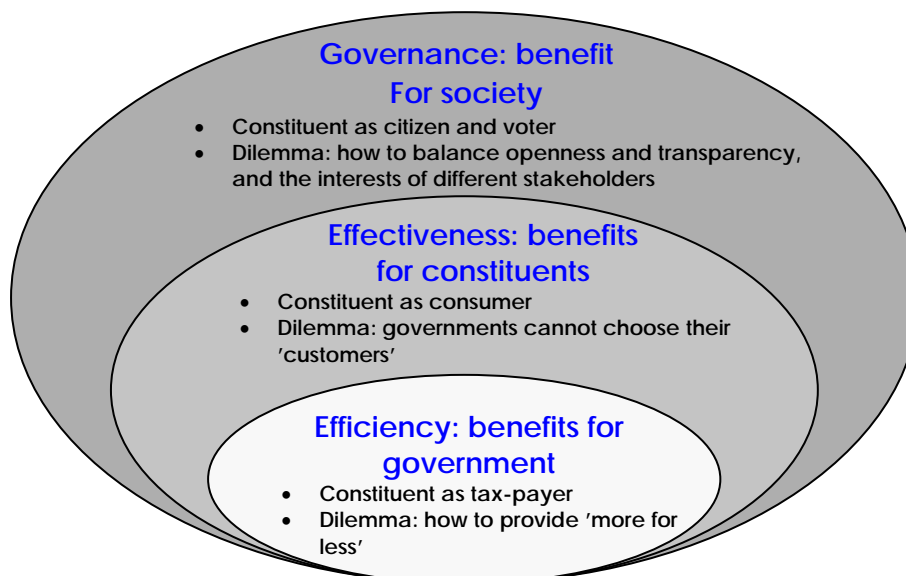 Governance: benefit
For society
• Constituent as citizen and voter
• Dilemma: how to balance openness and transparency,
and the interests of different stakeholders
Effectiveness: benefits
for constituents
• Constituent as consumer
• Dilemma: governments cannot choose their
'customers'
Efficiency: benefits for
government
• Constituent as tax-payer
• Dilemma: how to provide 'more for
less'